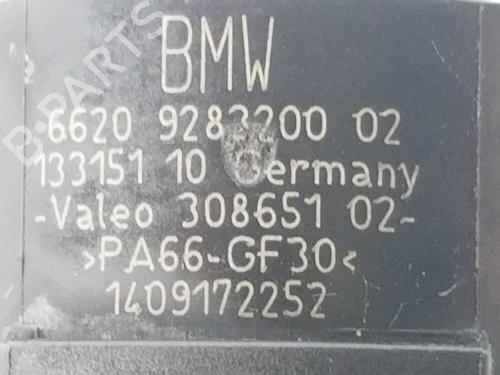 BMW
6620 9283200 02
133151 10 Germany
-Valeo 308651 02-
>PA66-GF30<
1409172252
B-PARTS